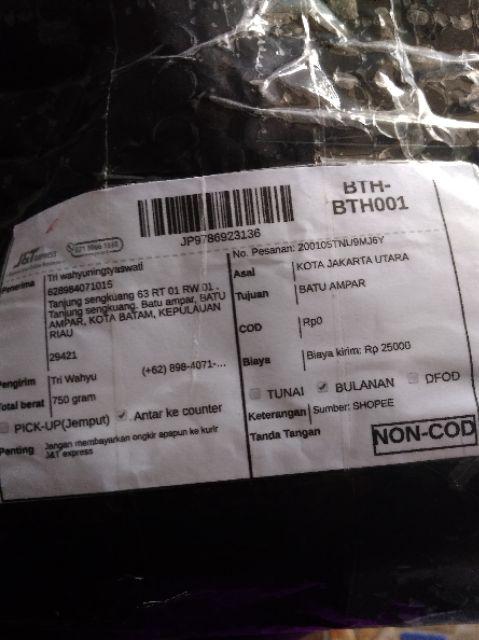 BTH-
BTH001
JP9786923136
J&T EXPRESS
No. Pesanan: 200105TNU9MJ6Y
Penerima
Tri wahyuningtyaswati
628984071015
Tanjung sengkuang 63 RT 01 RW 01 .
Tanjung sengkuang. Batu ampar, BATU
AMPAR, KOTA BATAM, KEPULAUAN
RIAU
29421
Pengirim Tri Wahyu (+62) 898-4071-...
Total berat 750 gram
PICK-UP(Jemput) Antar ke counter
Penting Jangan membayarkan ongkir apapun ke kurir
J&T express
Asal KOTA JAKARTA UTARA
Tujuan BATU AMPAR
COD Rp0
Biaya Biaya kirim: Rp 25000
TUNAI BULANAN DFOD
Keterangan Sumber: SHOPEE
Tanda Tangan
NON-COD